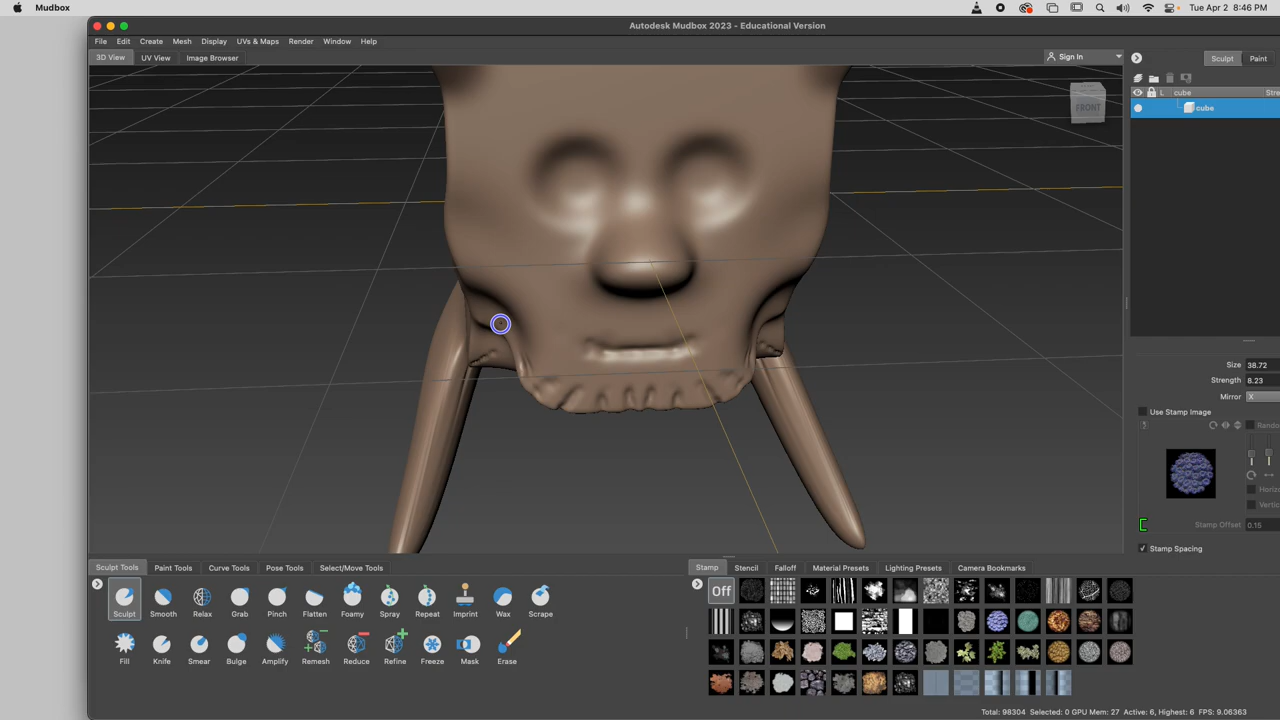 Mudbox
Tue Apr 2 8:46 PM
Autodesk Mudbox 2023 - Educational Version
File Edit Create Mesh Display UVs & Maps Render Window Help
3D View UV View Image Browser
Sign In
Sculpt Paint
L cube Stre
cube
FRONT
Size 38.72
Strength 8.23
Mirror X
Use Stamp Image
Rando
Horizo
Vertic
Stamp Offset 0.15
Stamp Spacing
Sculpt Tools Paint Tools Curve Tools Pose Tools Select/Move Tools
Stamp Stencil Falloff Material Presets Lighting Presets Camera Bookmarks
Off
Sculpt Smooth Relax Grab Pinch Flatten Foamy Spray Repeat Imprint Wax Scrape
Fill Knife Smear Bulge Amplify Remesh Reduce Refine Freeze Mask Erase
Total: 98304 Selected: 0 GPU Mem: 27 Active: 6, Highest: 6 FPS: 9.06363